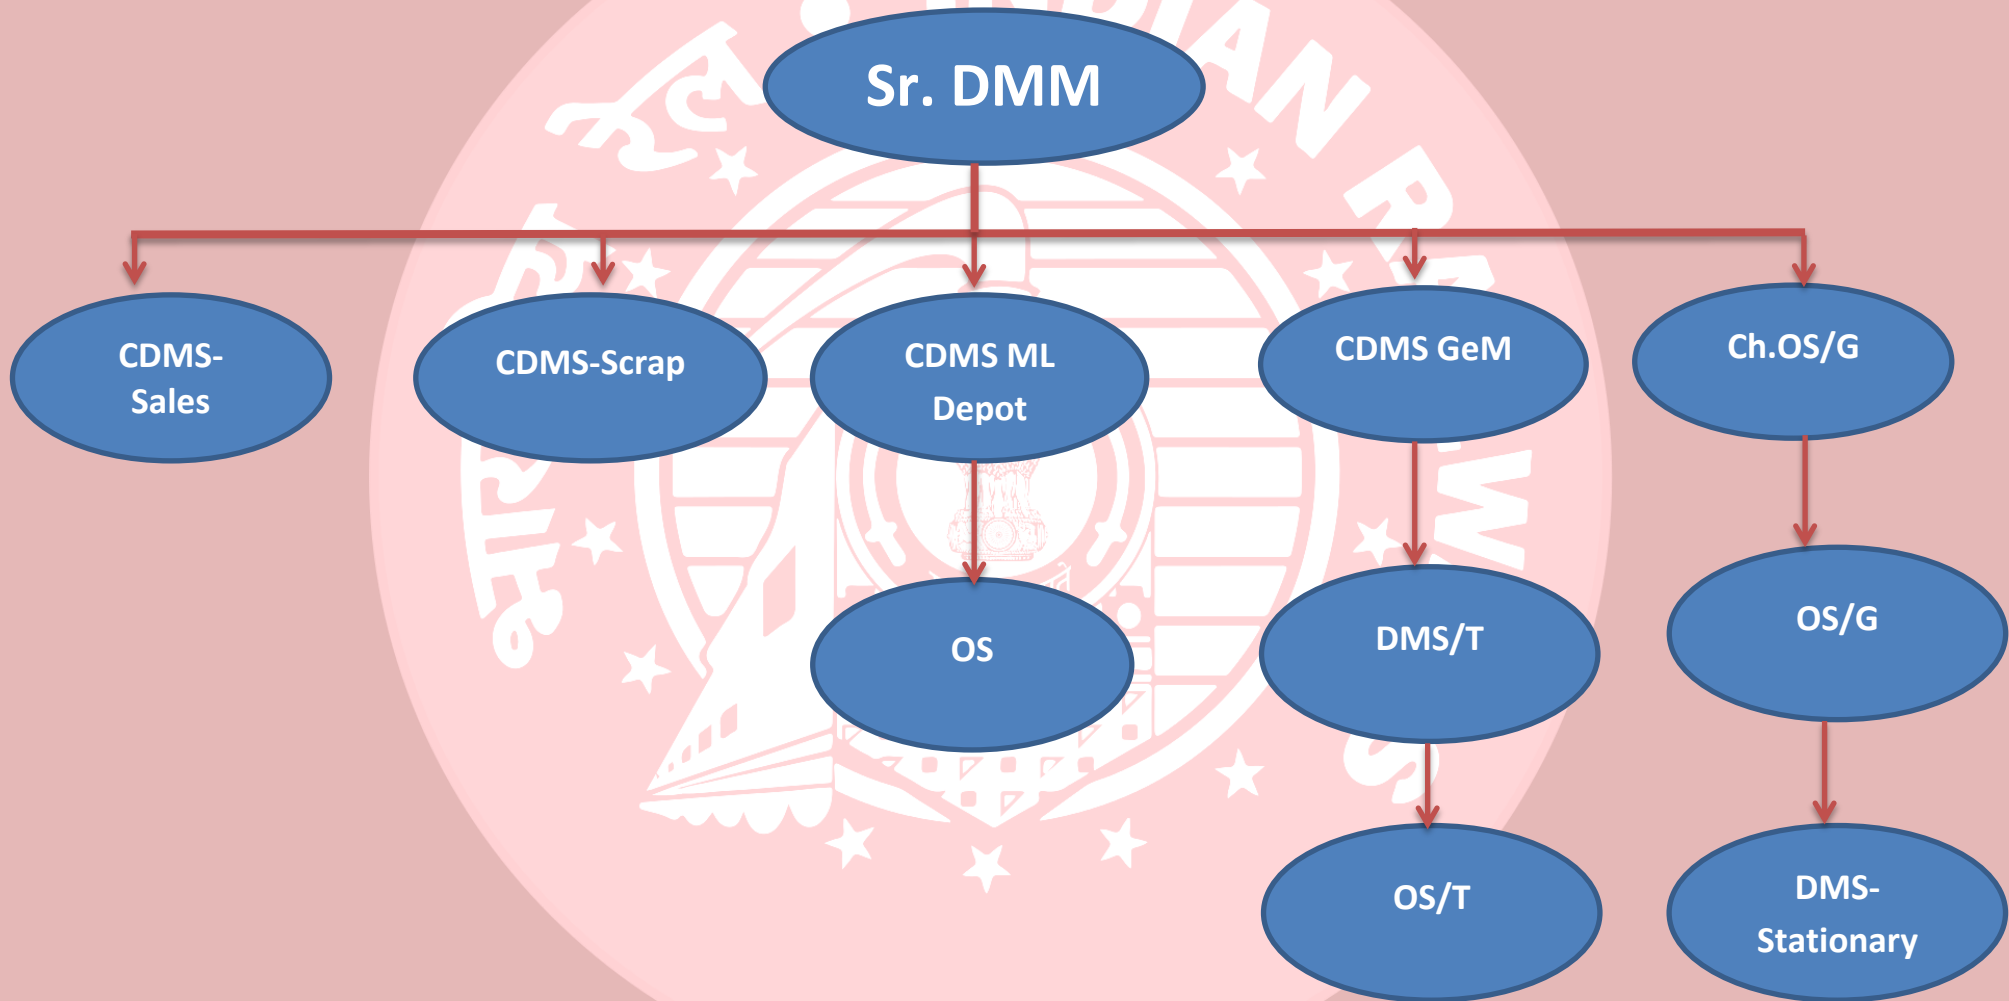 Sr. DMM
CDMS-
Sales
CDMS-Scrap
CDMS ML
Depot
CDMS GeM
Ch.OS/G
OS
DMS/T
OS/G
OS/T
DMS-
Stationary
INDIAN